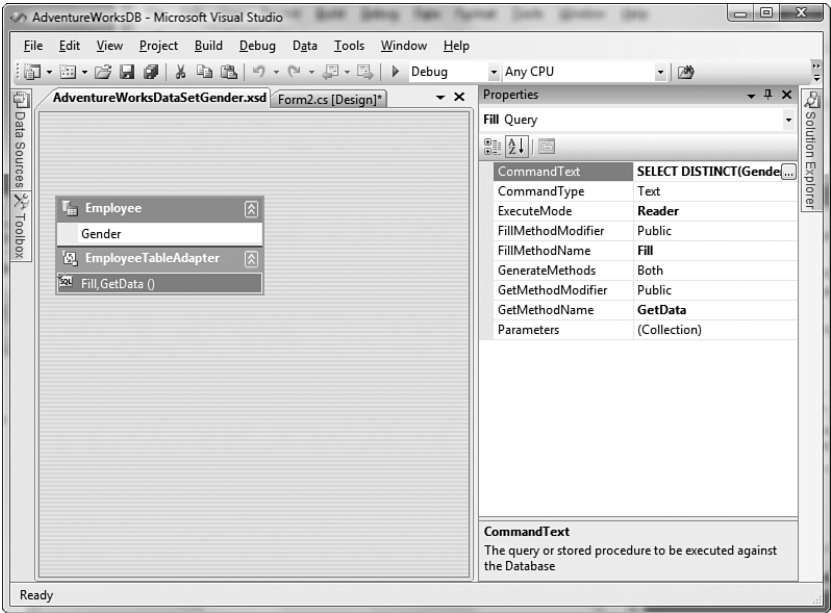 AdventureWorksDB - Microsoft Visual Studio
File Edit View Project Build Debug Data Tools Window Help
Debug Any CPU
Data Sources
Toolbox
AdventureWorksDataSetGender.xsd Form2.cs [Design]*
Employee
Gender
EmployeeTableAdapter
SQL Fill,GetData ()
Properties
Fill Query
CommandText SELECT DISTINCT(Gende ...
CommandType Text
ExecuteMode Reader
FillMethodModifier Public
FillMethodName Fill
GenerateMethods Both
GetMethodModifier Public
GetMethodName GetData
Parameters (Collection)
CommandText
The query or stored procedure to be executed against
the Database
Solution Explorer
Ready